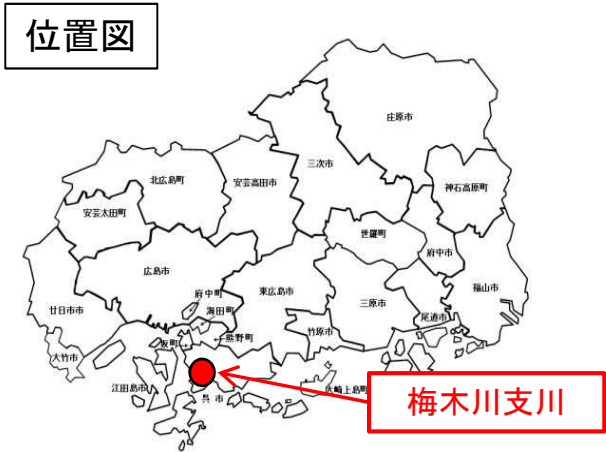 位置図
庄原市
三次市
北広島町
安芸高田市
神石高原町
安芸太田町
世羅町
府中市
広島市
東広島市
三原市
福山市
府中町
海田町
廿日市市
尾道市
竹原市
熊野町
坂町
大竹市
江田島市
大崎上島町
呉市
梅木川支川